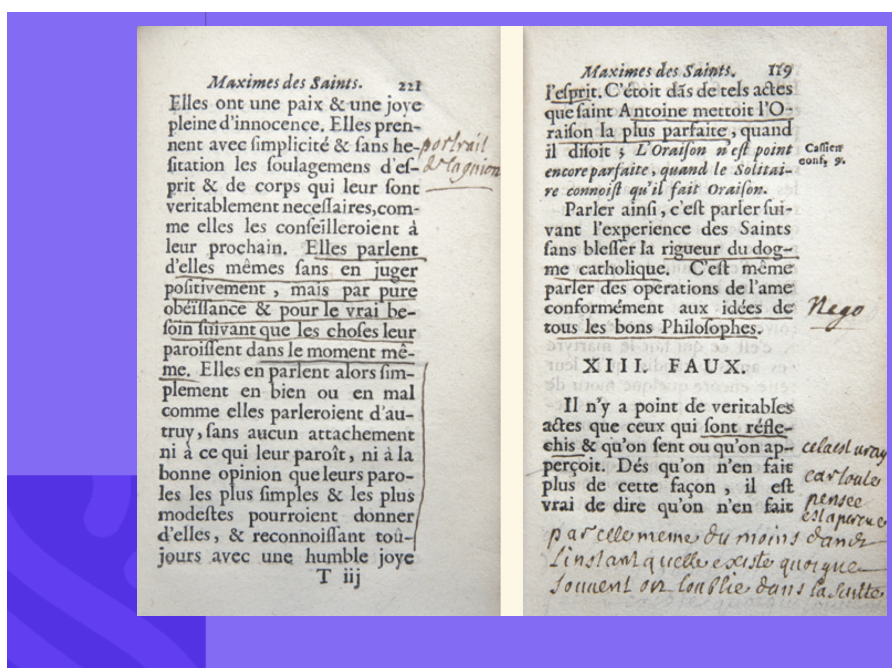 Maximes des Saints. 221
Elles ont une paix & une joye
pleine d'innocence. Elles pren-
nent avec ſimplicité & ſans he-
ſitation les ſoulagemens d'eſ-
prit & de corps qui leur ſont
veritablement neceſſaires, com-
me elles les conſeilleroient à
leur prochain. Elles parlent
d'elles mêmes ſans en juger
poſitivement, mais par pure
obéïſſance & pour le vrai be-
ſoin ſuivant que les choſes leur
paroiſſent dans le moment mê-
me. Elles en parlent alors ſim-
plement en bien ou en mal
comme elles parleroient d'au-
truy, ſans aucun attachement
ni à ce qui leur paroît, ni à la
bonne opinion que leurs paro-
les les plus ſimples & les plus
modeſtes pourroient donner
d'elles, & reconnoiſſant toû-
jours avec une humble joye
T iij
Maximes des Saints. 119
l'eſprit. C'étoit dãs de tels actes
que ſaint Antoine mettoit l'O-
raiſon la plus parfaite, quand
il diſoit ; L'Oraiſon n'eſt point
encore parfaite, quand le Solitai-
re connoiſt qu'il fait Oraiſon.
Caſſien
conf. 9.
Parler ainſi, c'eſt parler ſui-
vant l'experience des Saints
ſans bleſſer la rigueur du dog-
me catholique. C'eſt même
parler des operations de l'ame
conformément aux idées de
tous les bons Philoſophes.
Nego
XIII. FAUX.
Il n'y a point de veritables
actes que ceux qui ſont réfle-
chis & qu'on ſent ou qu'on ap-
perçoit. Dés qu'on n'en fait
plus de cette façon, il eſt
vrai de dire qu'on n'en fait
cela est vray
car toute
pensee
est aperçue
par elle meme du moins dans
l'instant quelle existe quoique
souvent on l'oublie dans la suitte